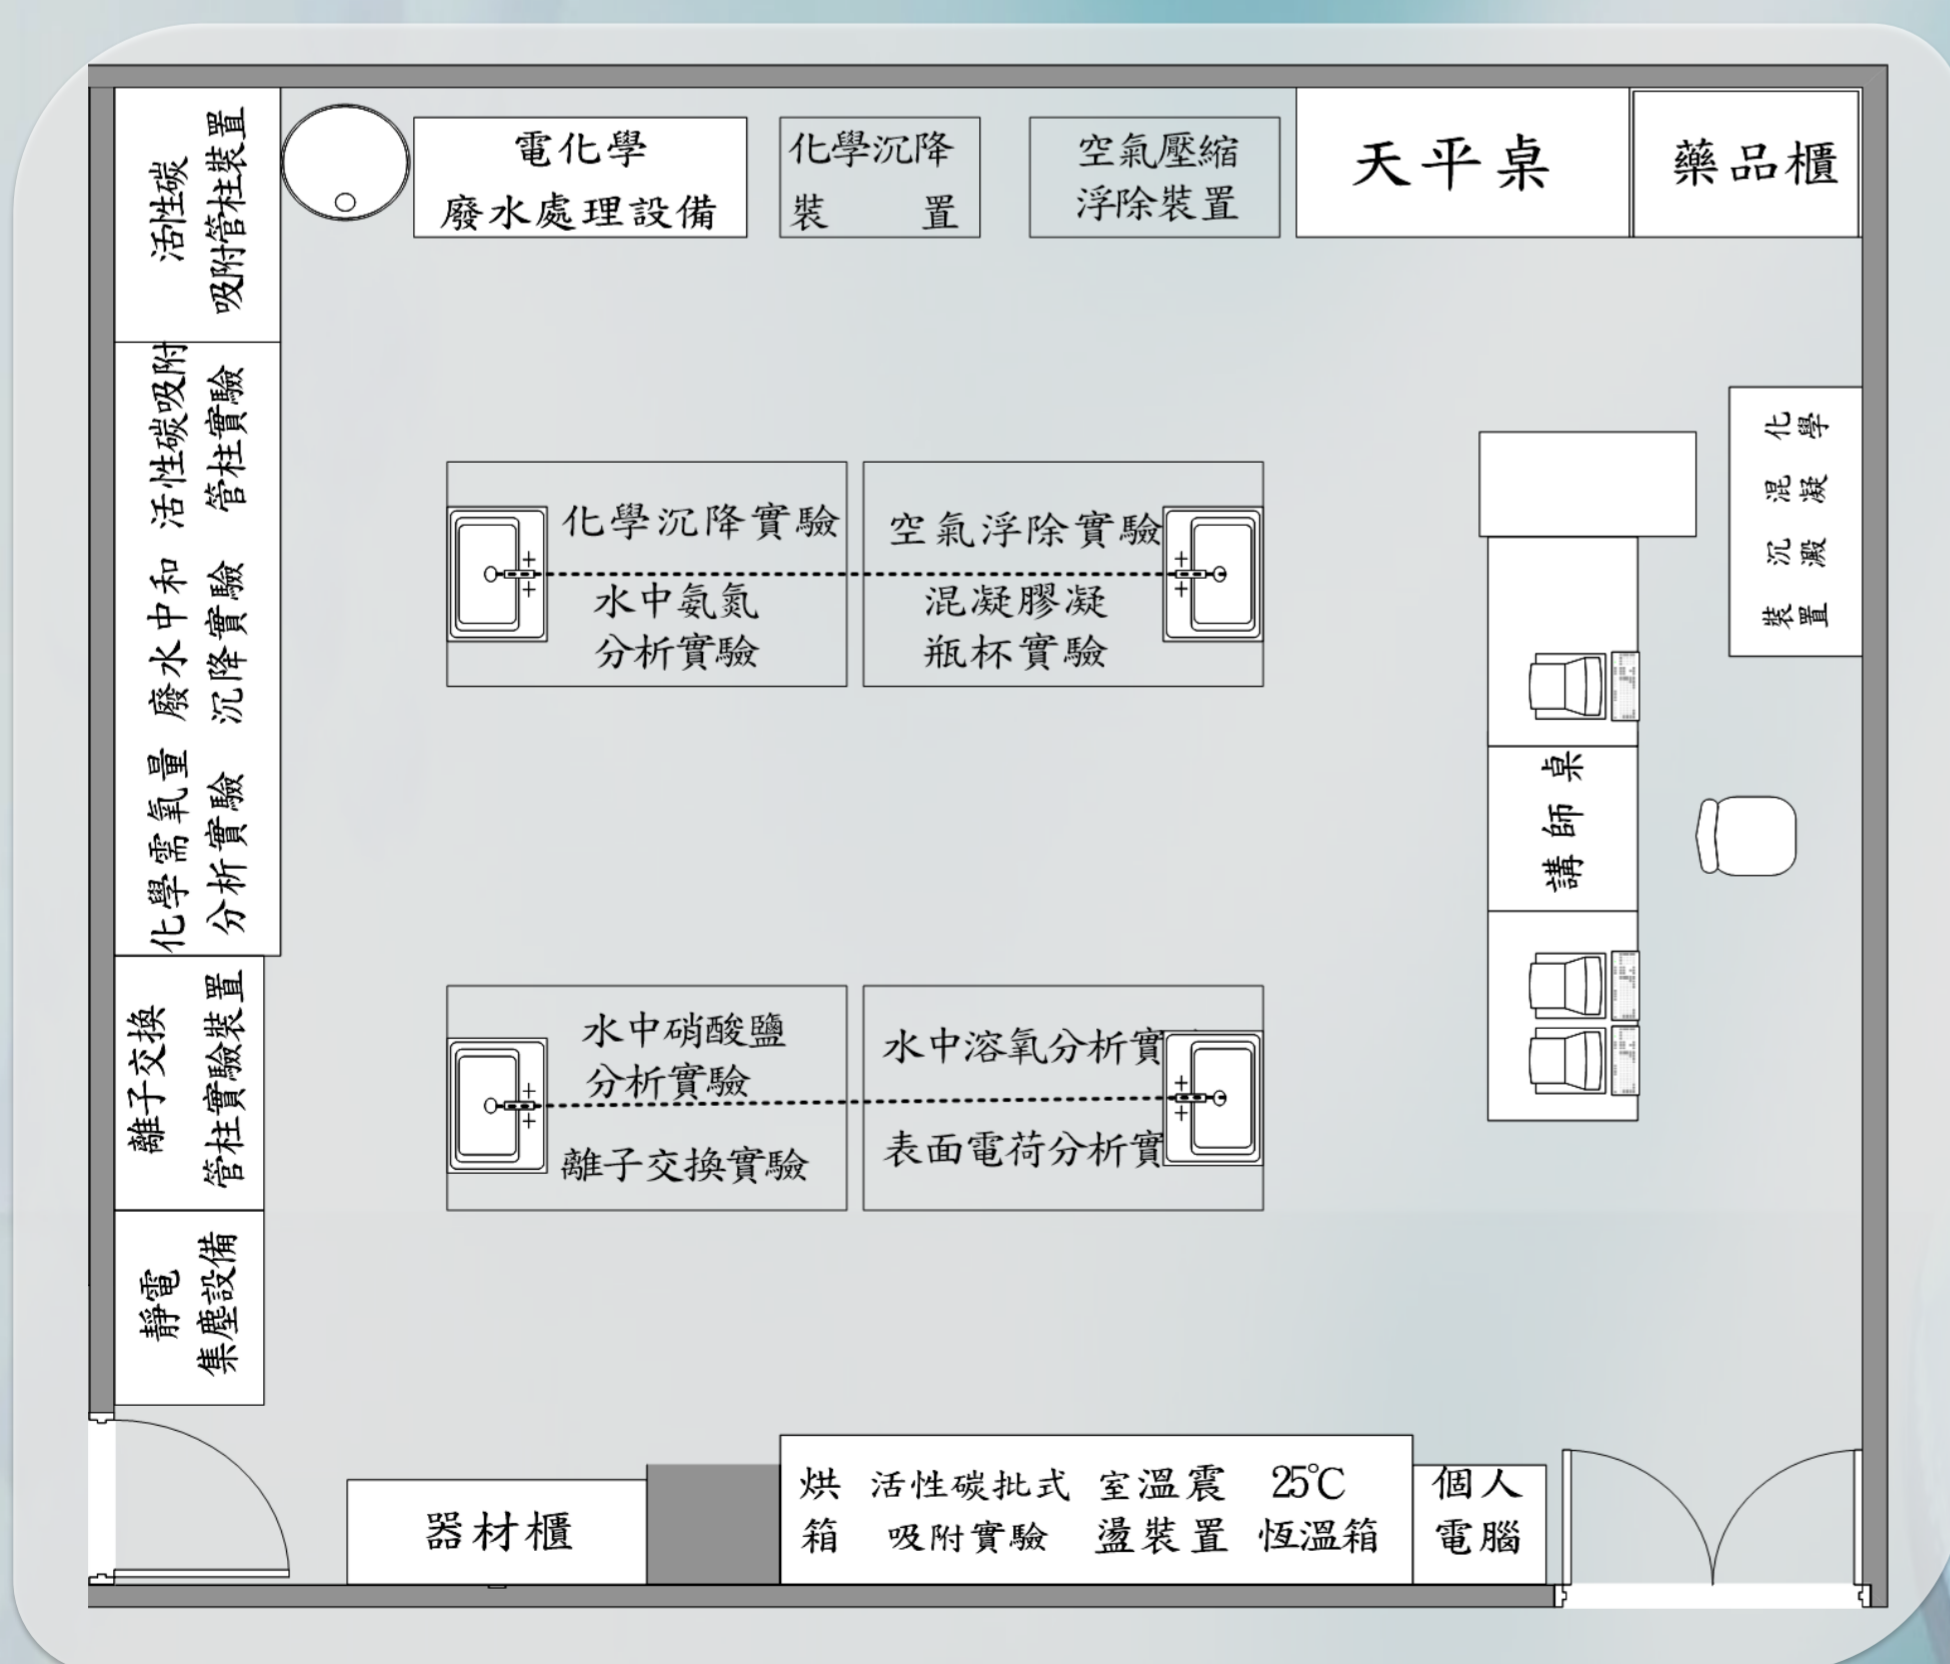 活性碳
吸附管柱裝置
電化學
廢水處理設備
化學沉降
裝置
空氣壓縮
浮除裝置
天平桌
藥品櫃
活性碳吸附
管柱實驗
廢水中和
沉降實驗
化學需氧量
分析實驗
離子交換
管柱實驗裝置
靜電
集塵設備
化學沉降實驗
水中氨氮
分析實驗
空氣浮除實驗
混凝膠凝
瓶杯實驗
水中硝酸鹽
分析實驗
離子交換實驗
水中溶氧分析實
表面電荷分析實
化學
混凝
沉澱
裝置
講師桌
器材櫃
烘
箱
活性碳批式
吸附實驗
室溫震
盪裝置
25℃
恆溫箱
個人
電腦